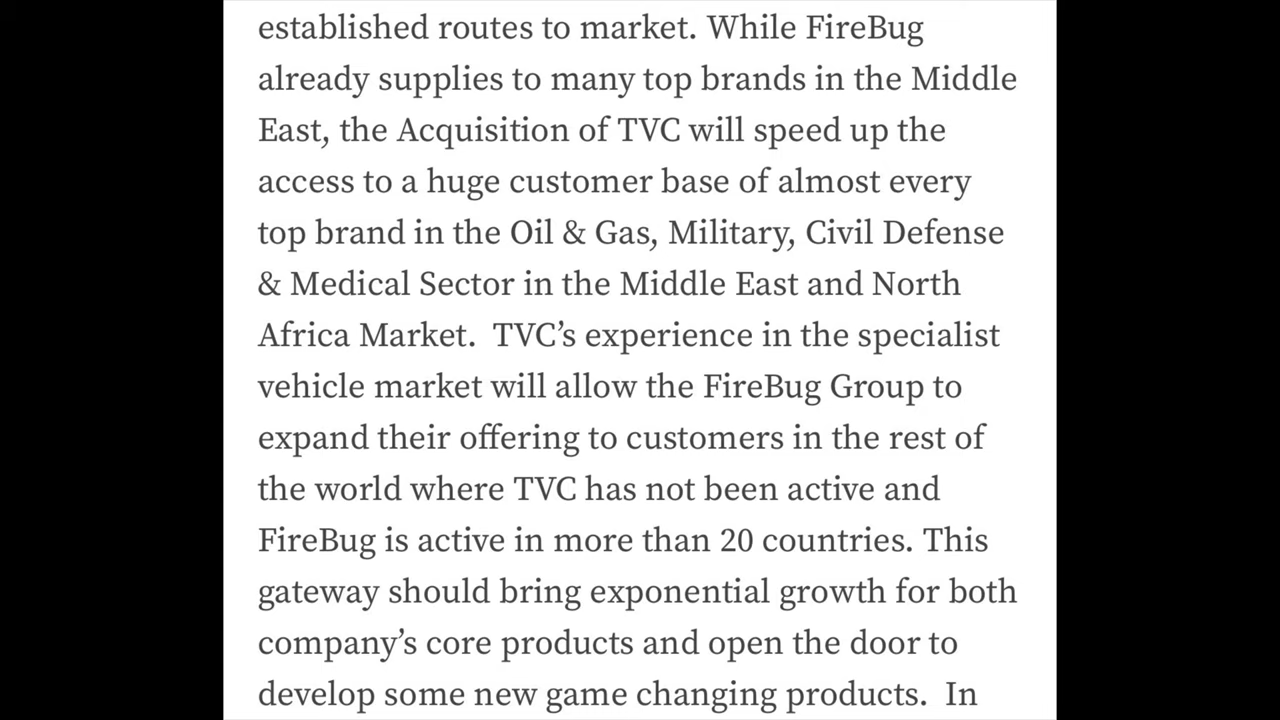 established routes to market. While FireBug
already supplies to many top brands in the Middle
East, the Acquisition of TVC will speed up the
access to a huge customer base of almost every
top brand in the Oil & Gas, Military, Civil Defense
& Medical Sector in the Middle East and North
Africa Market.  TVC’s experience in the specialist
vehicle market will allow the FireBug Group to
expand their offering to customers in the rest of
the world where TVC has not been active and
FireBug is active in more than 20 countries. This
gateway should bring exponential growth for both
company’s core products and open the door to
develop some new game changing products.  In